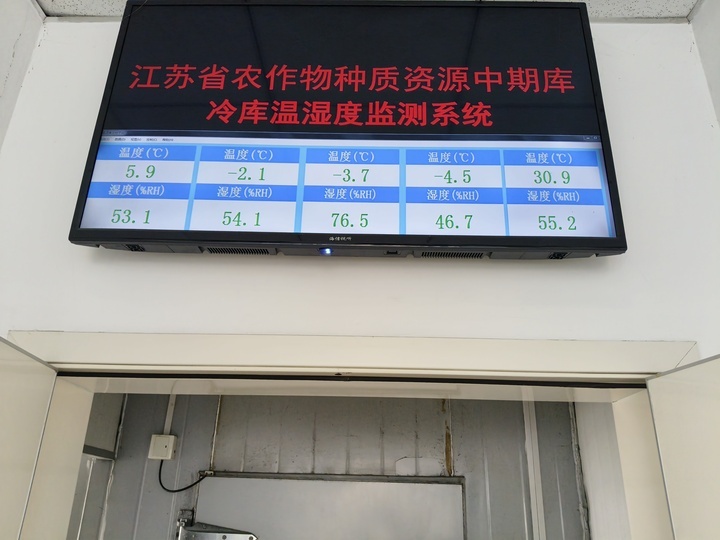 江苏省农作物种质资源中期库
冷库温湿度监测系统
温度(℃) 温度(℃) 温度(℃) 温度(℃) 温度(℃)
5.9 -2.1 -3.7 -4.5 30.9
湿度(%RH) 湿度(%RH) 湿度(%RH) 湿度(%RH) 湿度(%RH)
53.1 54.1 76.5 46.7 55.2